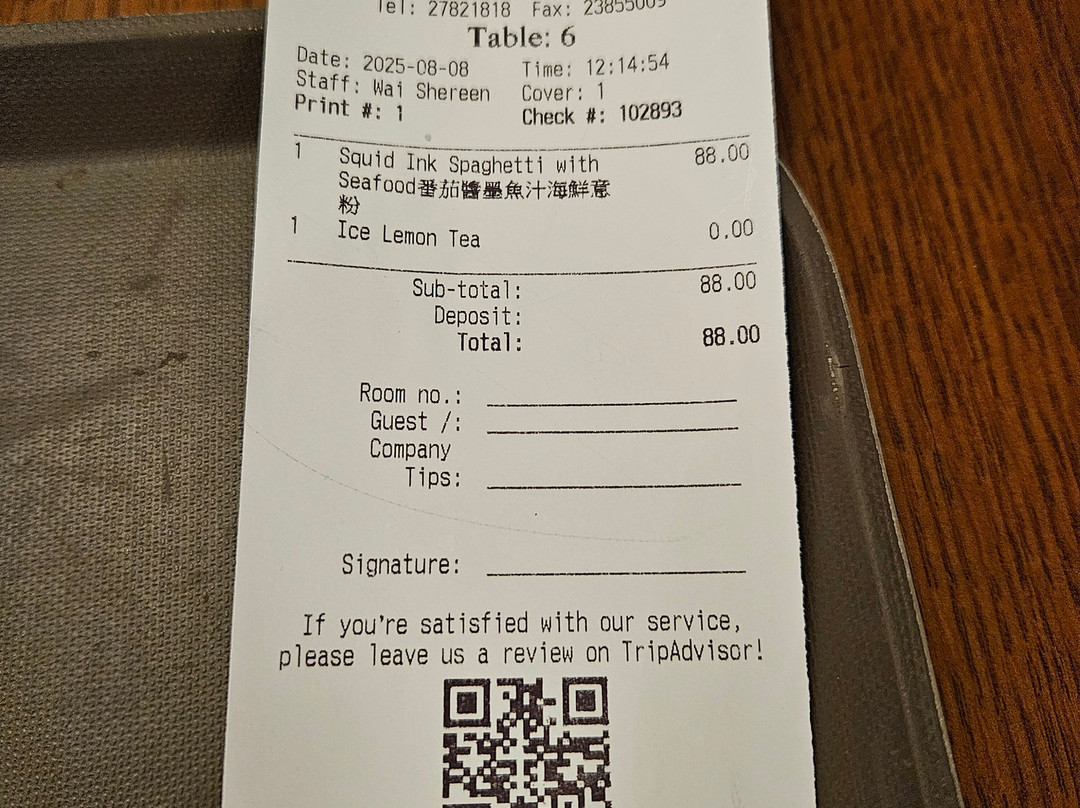 Tel: 27821818 Fax: 23855009
Table: 6
Date: 2025-08-08 Time: 12:14:54
Staff: Wai Shereen Cover: 1
Print #: 1 Check #: 102893
1 Squid Ink Spaghetti with 88.00
Seafood番茄醬墨魚汁海鮮意
粉
1 Ice Lemon Tea 0.00
Sub-total: 88.00
Deposit:
Total: 88.00
Room no.:
Guest /:
Company
Tips:
Signature:
If you're satisfied with our service,
please leave us a review on TripAdvisor!